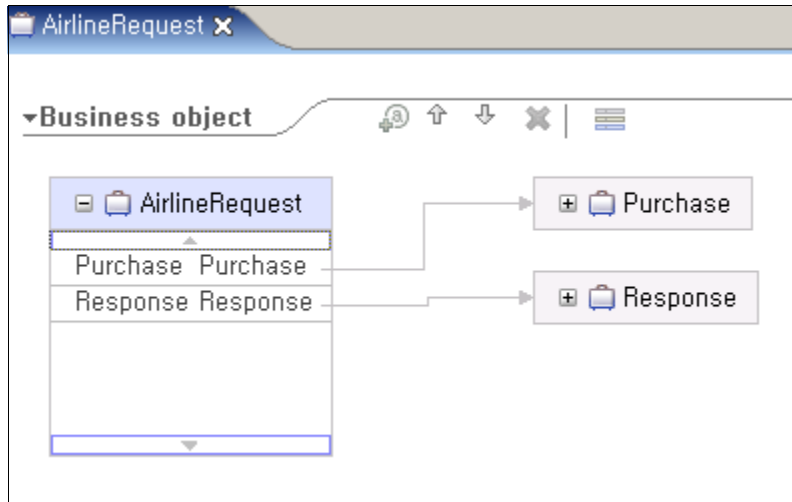 AirlineRequest
Business object
AirlineRequest
Purchase Purchase
Response Response
Purchase
Response